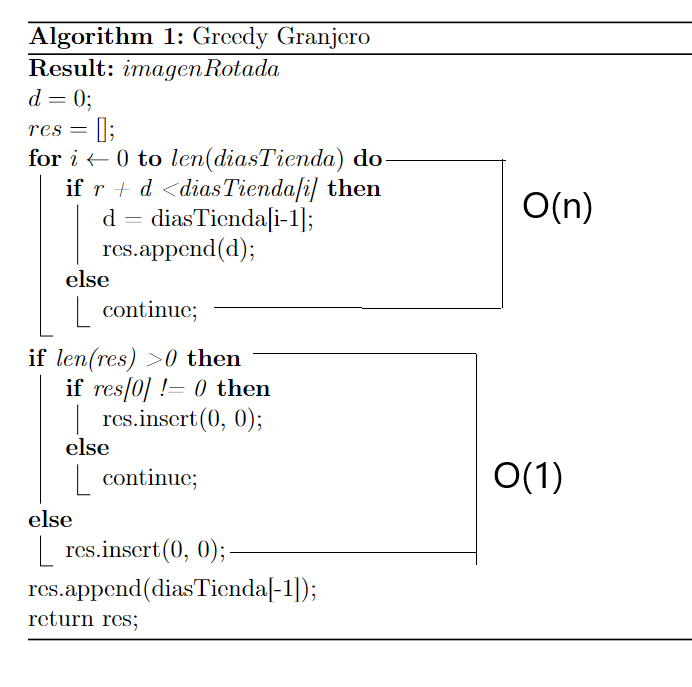 Algorithm 1: Greedy Granjero
Result: imagenRotada
d = 0;
res = [];
for i ← 0 to len(diasTienda) do
if r + d <diasTienda[i] then
d = diasTienda[i-1];
res.append(d);
else
continue;
O(n)
if len(res) >0 then
if res[0] != 0 then
res.insert(0, 0);
else
continue;
else
res.insert(0, 0);
O(1)
res.append(diasTienda[-1]);
return res;